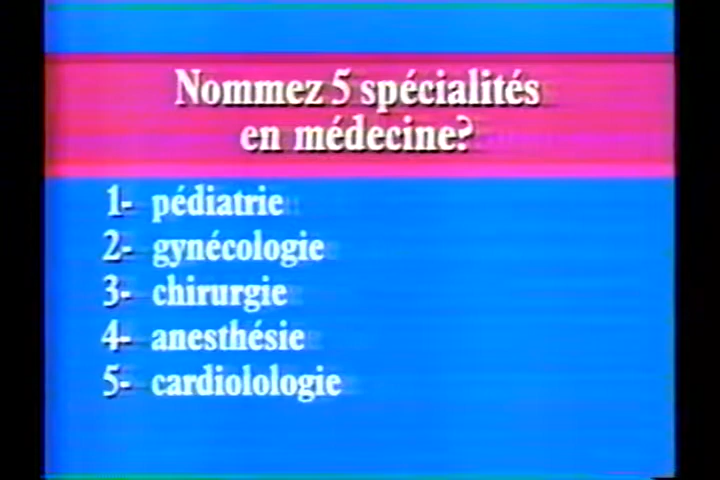 Nommez 5 spécialités
en médecine?
1- pédiatrie
2- gynécologie
3- chirurgie
4- anesthésie
5- cardiolologie